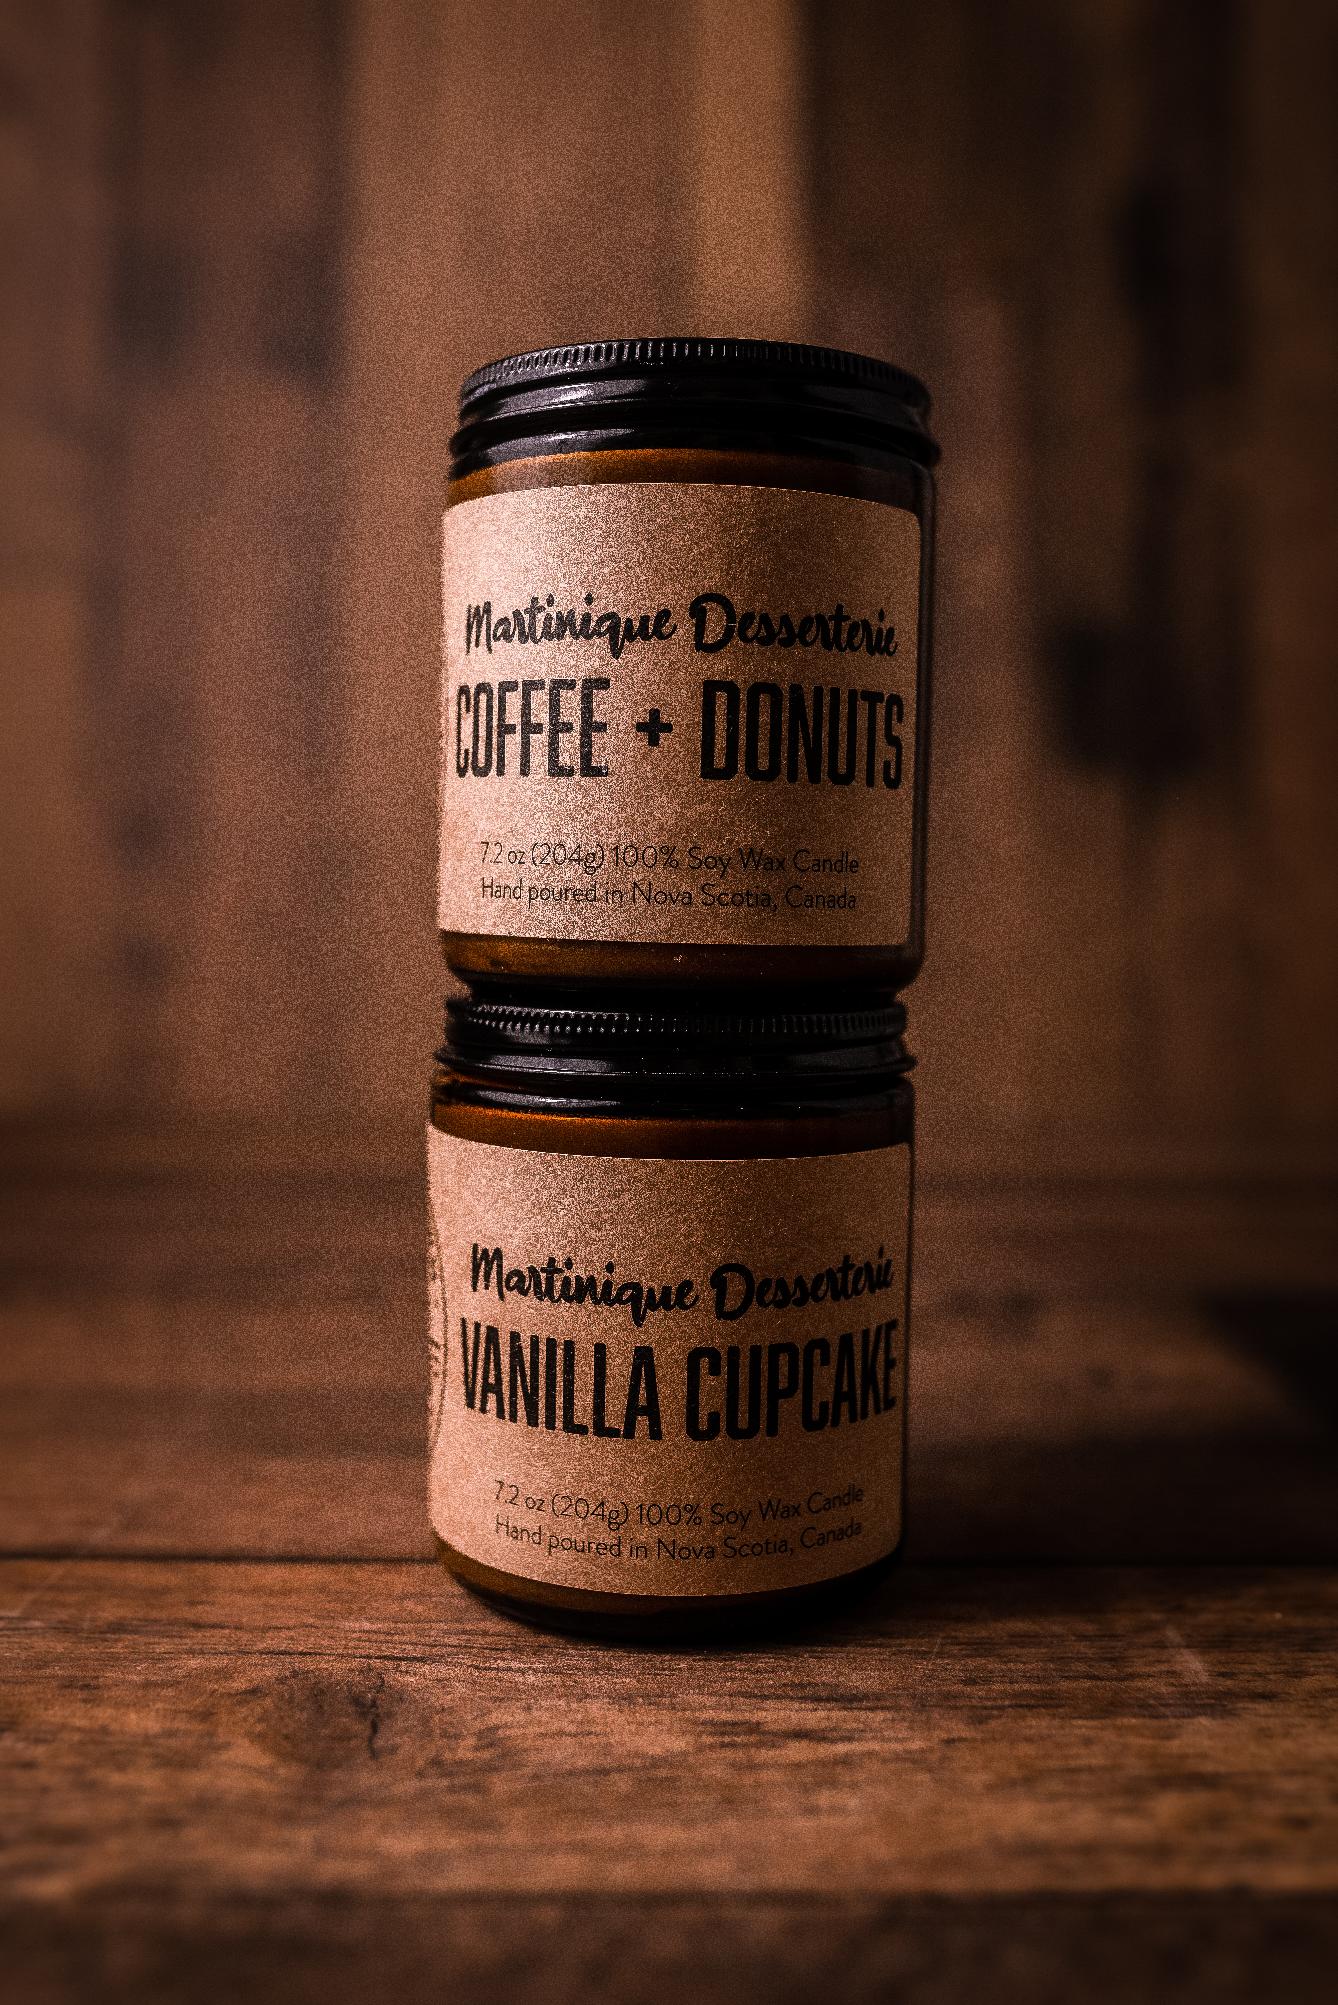 Martinique Desserterie
COFFEE + DONUTS
7.2 oz (204g) 100% Soy Wax Candle
Hand poured in Nova Scotia, Canada
Martinique Desserterie
VANILLA CUPCAKE
7.2 oz (204g) 100% Soy Wax Candle
Hand poured in Nova Scotia, Canada